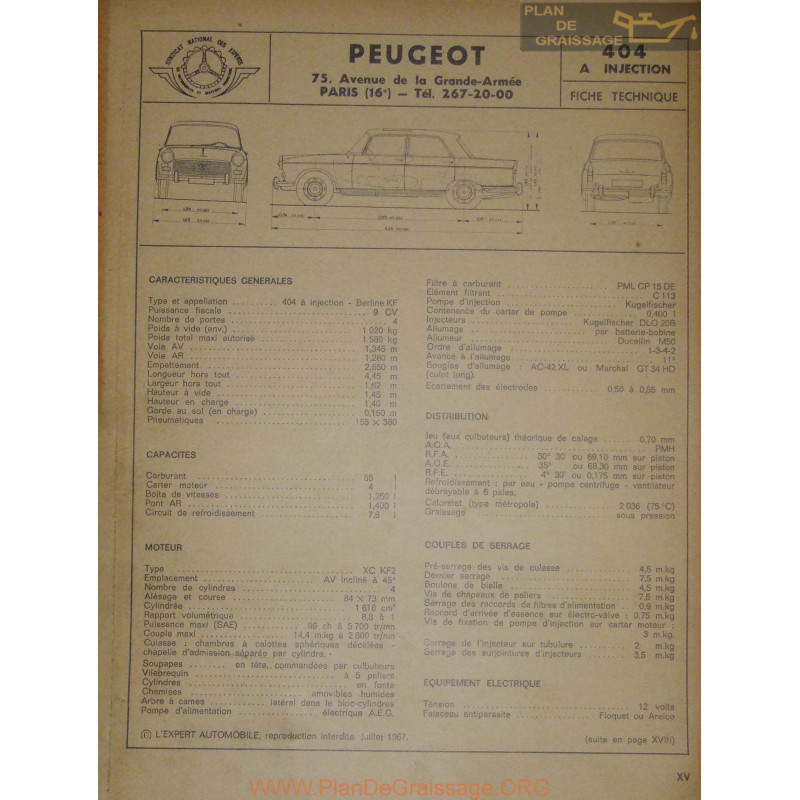 PLAN
DE
GRAISSAGE
SYNDICAT NATIONAL DES EXPERTS
PEUGEOT
75, Avenue de la Grande-Armée
PARIS (16e) — Tél. 267-20-00
404
A INJECTION
FICHE TECHNIQUE
CARACTERISTIQUES GENERALES
Type et appellation 404 à injection - Berline KF
Puissance fiscale 9 CV
Nombre de portes 4
Poids à vide (env.) 1 020 kg
Poids total maxi autorisé 1 580 kg
Voie AV 1,345 m
Voie AR 1,280 m
Empattement 2,650 m
Longueur hors tout 4,45 m
Largeur hors tout 1,62 m
Hauteur à vide 1,45 m
Hauteur en charge 1,40 m
Garde au sol (en charge) 0,150 m
Pneumatiques 165 × 380
CAPACITES
Carburant 55 l
Carter moteur 4 l
Boîte de vitesses 1,250 l
Pont AR 1,400 l
Circuit de refroidissement 7,8 l
MOTEUR
Type XC KF2
Emplacement AV incliné à 45°
Nombre de cylindres 4
Alésage et course 84 × 73 mm
Cylindrée 1 618 cm³
Rapport volumétrique 8,8 à 1
Puissance maxi (SAE) 96 ch à 5 700 tr/mn
Couple maxi 14,4 m.kg à 2 800 tr/mn
Culasse : chambres à calottes sphériques décalées -
chapelle d'admission séparée par cylindre.
Soupapes en tête, commandées par culbuteurs
Vilebrequin à 5 paliers
Cylindres en fonte
Chemises amovibles humides
Arbre à cames latéral dans le bloc-cylindres
Pompe d'alimentation électrique A.E.G.
Filtre à carburant PML CP 15 DE
Elément filtrant C 113
Pompe d'injection Kugelfischer
Contenance du carter de pompe 0,400 l
Injecteurs Kugelfischer DLO 20B
Allumage par batterie-bobine
Allumeur Ducellin M50
Ordre d'allumage 1-3-4-2
Avance à l'allumage 11°
Bougies d'allumage : AC-42 XL ou Marchal GT 34 HD
(culot long).
Ecartement des électrodes 0,50 à 0,55 mm
DISTRIBUTION
Jeu (aux culbuteurs) théorique de calage 0,70 mm
A.O.A. PMH
R.F.A. 30° 30' ou 69,10 mm sur piston
A.O.E. 35° ou 68,30 mm sur piston
R.F.E. 4° 30' ou 0,175 mm sur piston
Refroidissement : par eau - pompe centrifuge - ventilateur
débrayable à 6 pales.
Calorstat (type métropole) 2 036 (75 °C)
Graissage sous pression
COUPLES DE SERRAGE
Pré-serrage des vis de culasse 4,5 m.kg
Dernier serrage 7,5 m.kg
Boulons de bielle 4,5 m.kg
Vis de chapeaux de paliers 7,5 m.kg
Serrage des raccords de filtres d'alimentation 0,9 m.kg
Raccord d'arrivée d'essence sur électro-valve : 0,75 m.kg
Vis de fixation de pompe d'injection sur carter moteur :
3 m.kg
Serrage de l'injecteur sur tubulure 2 m.kg
Serrage des surjointures d'injecteurs 3,5 m.kg
EQUIPEMENT ELECTRIQUE
Tension 12 volts
Faisceau antiparasite Floquet ou Arelco
© L'EXPERT AUTOMOBILE, reproduction interdite Juillet 1967.
(suite en page XVIII)
XV
www.PlanDeGraissage.ORG